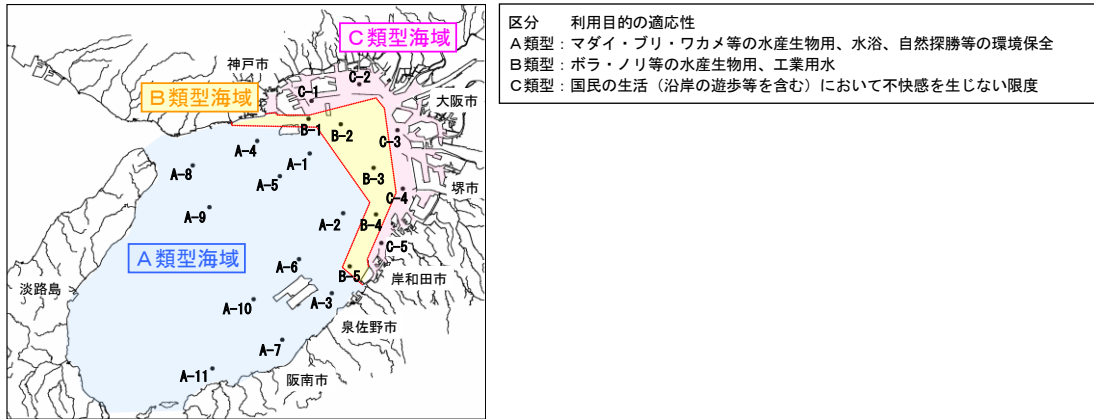 C類型海域
神戸市
C-2
C-1
大阪市
B類型海域
B-1
B-2
C-3
A-4
A-1
B-3
A-8
A-5
堺市
C-4
A-9
A-2
B-4
A類型海域
C-5
A-6
B-5
岸和田市
淡路島
A-3
A-10
泉佐野市
A-7
A-11
阪南市
区分 利用目的の適応性
A類型：マダイ・ブリ・ワカメ等の水産生物用、水浴、自然探勝等の環境保全
B類型：ボラ・ノリ等の水産生物用、工業用水
C類型：国民の生活（沿岸の遊歩等を含む）において不快感を生じない限度